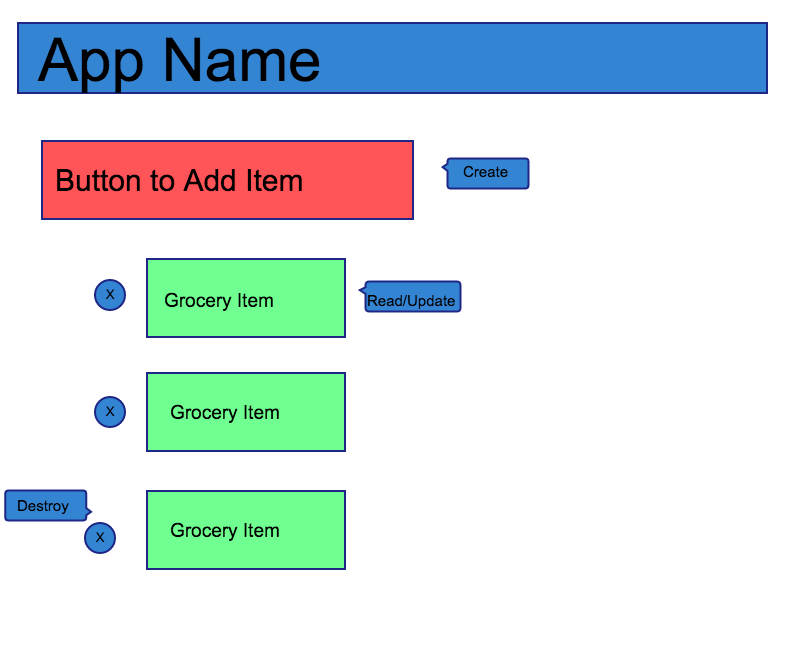 App Name
Button to Add Item
Create
X
Grocery Item
Read/Update
X
Grocery Item
Destroy
X
Grocery Item